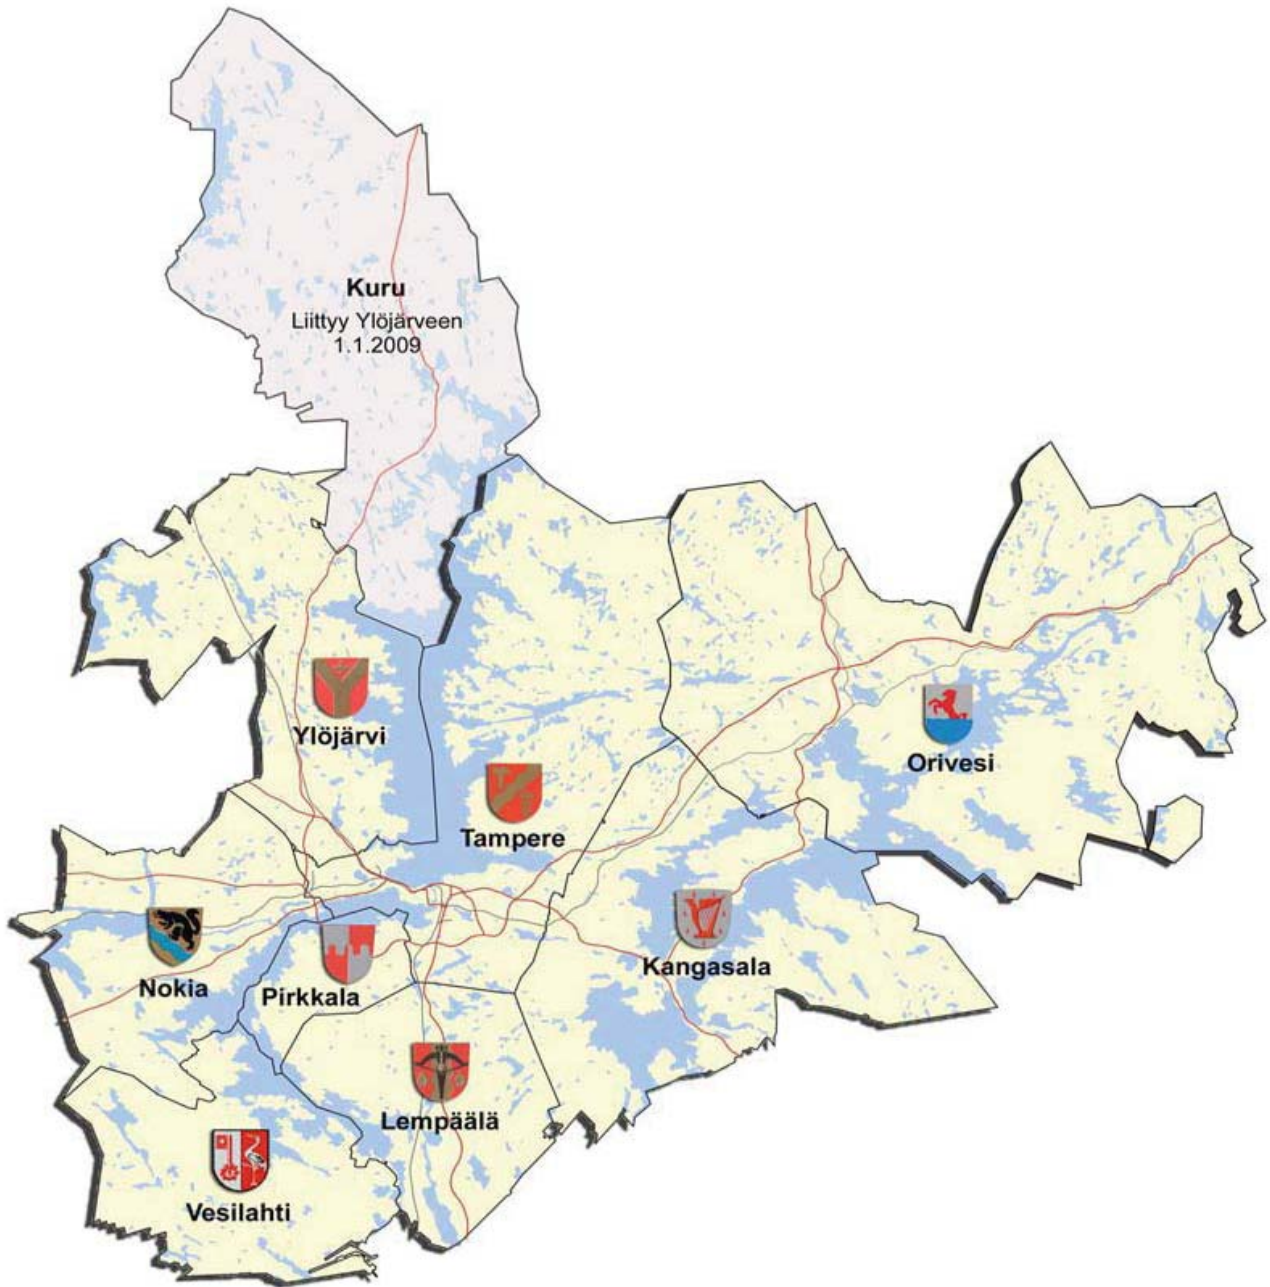 Kuru
Liittyy Ylöjärveen
1.1.2009
Ylöjärvi
Orivesi
Tampere
Kangasala
Nokia
Pirkkala
Lempäälä
Vesilahti